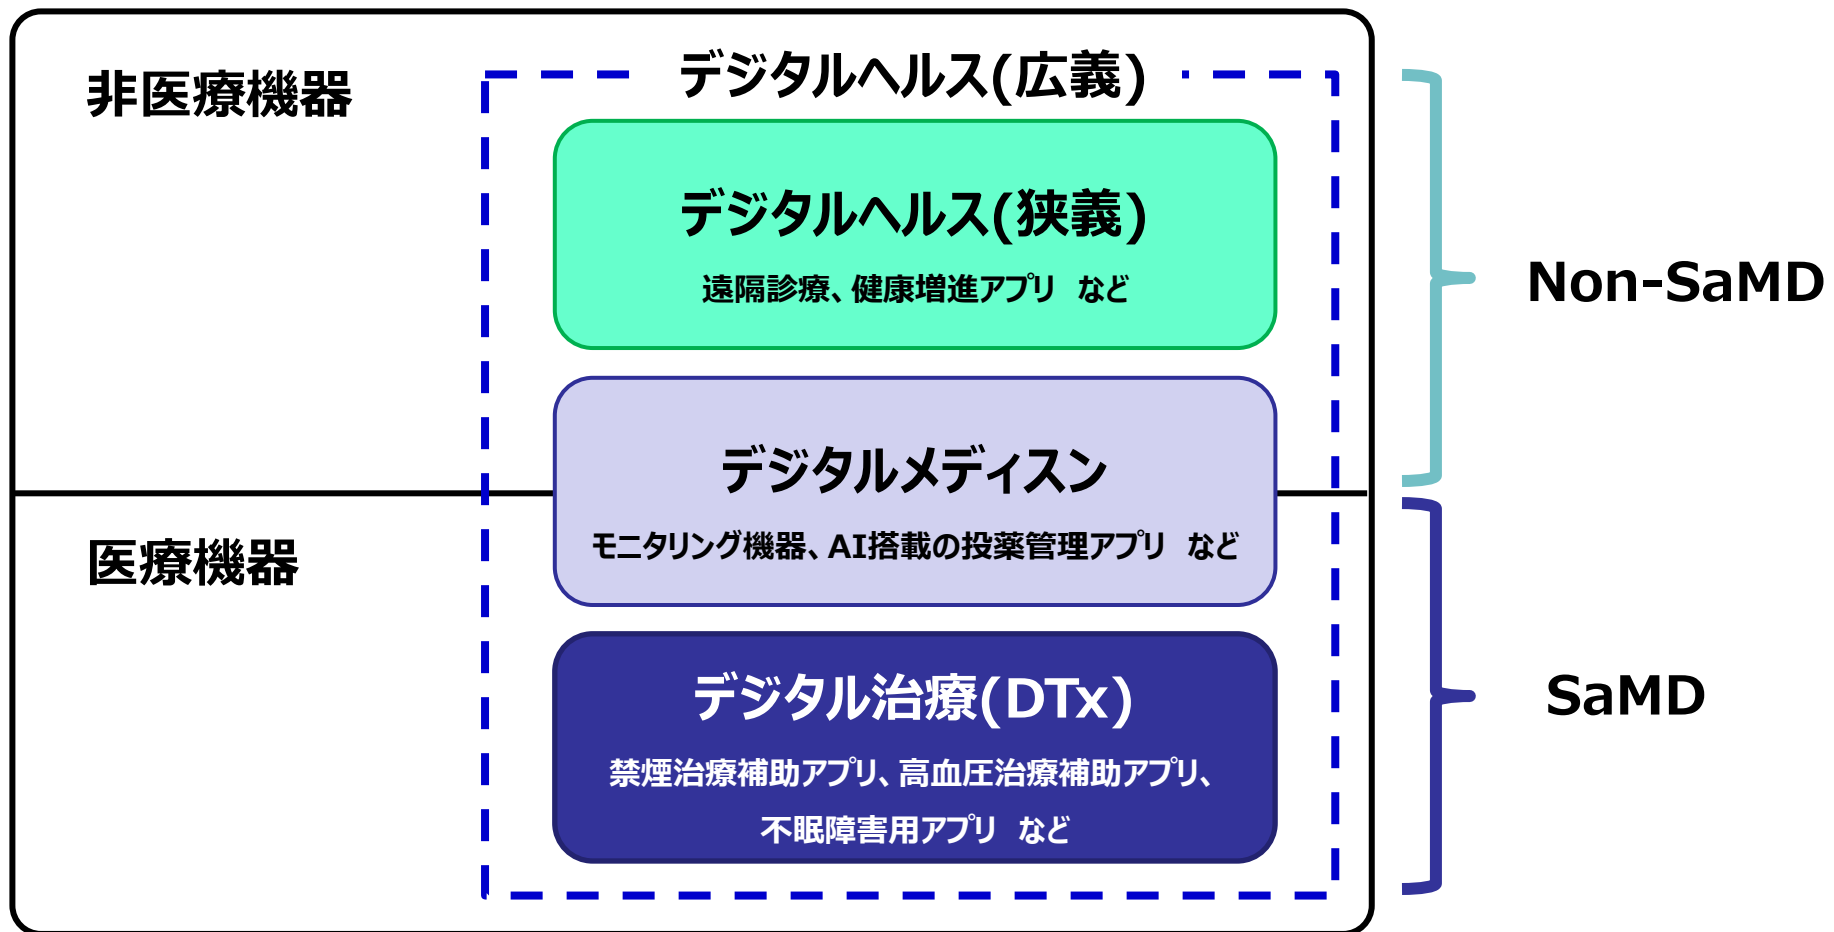 非医療機器
デジタルヘルス(広義)
デジタルヘルス(狭義)
遠隔診療、健康増進アプリ など
Non-SaMD
デジタルメディスン
モニタリング機器、AI搭載の投薬管理アプリ など
医療機器
デジタル治療(DTx)
禁煙治療補助アプリ、高血圧治療補助アプリ、
不眠障害用アプリ など
SaMD